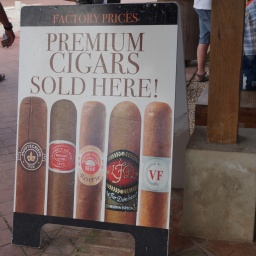 FACTORY PRICES
PREMIUM
CIGARS
SOLD HERE!
VF